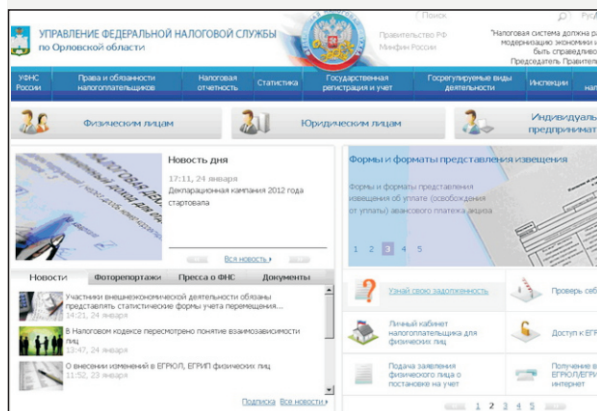 УПРАВЛЕНИЕ ФЕДЕРАЛЬНОЙ НАЛОГОВОЙ СЛУЖБЫ
по Орловской области
Поиск
Правительство РФ
Минфин России
"Налоговая система должна
модернизацию экономики
быть справедливо
Председатель Правител
УФНС
России
Права и обязанности
налогоплательщиков
Налоговая
отчетность
Статистика
Государственная
регистрация и учет
Госрегулируемые виды
деятельности
Инспекции
Физическим лицам
Юридическим лицам
Индивидуаль
предпринимат
Новость дня
17:11, 24 января
Декларационная кампания 2012 года
стартовала
Вся новость
Формы и форматы представления извещения
Формы и форматы представления
извещения об уплате (освобождения
от уплаты) авансового платежа акциза
1 2 3 4 5
Новости Фоторепортажи Пресса о ФНС Документы
Участники внешнеэкономической деятельности обязаны
представлять статистические формы учета перемещения...
14:21, 24 января
В Налоговом кодексе пересмотрено понятие взаимозависимости
лиц
13:47, 24 января
О внесении изменений в ЕГРЮЛ, ЕГРИП физических лиц
11:52, 23 января
Подписка Все новости
Узнай свою задолженность
Проверь себ
Личный кабинет
налогоплательщика для
физических лиц
Доступ к ЕГР
Подача заявления
физического лица о
постановке на учет
Получение в
ЕГРЮЛ/ЕГРИ
интернет
1 2 3 4 5